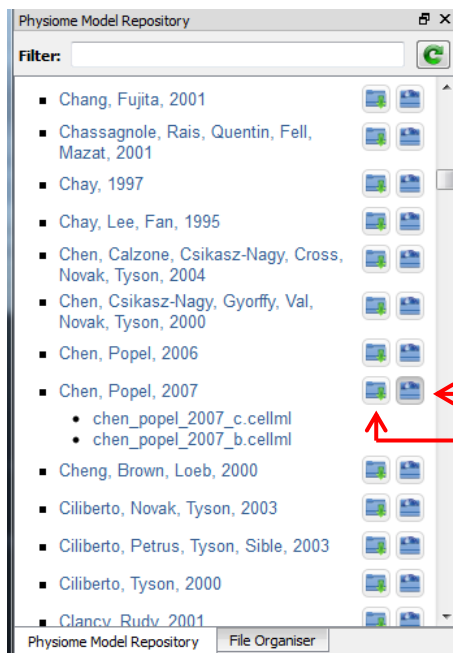 Physiome Model Repository
Filter:
Chang, Fujita, 2001
Chassagnole, Rais, Quentin, Fell,
Mazat, 2001
Chay, 1997
Chay, Lee, Fan, 1995
Chen, Calzone, Csikasz-Nagy, Cross,
Novak, Tyson, 2004
Chen, Csikasz-Nagy, Gyorffy, Val,
Novak, Tyson, 2000
Chen, Popel, 2006
Chen, Popel, 2007
chen_popel_2007_c.cellml
chen_popel_2007_b.cellml
Cheng, Brown, Loeb, 2000
Ciliberto, Novak, Tyson, 2003
Ciliberto, Petrus, Tyson, Sible, 2003
Ciliberto, Tyson, 2000
Clancy, Rudy, 2001
Physiome Model Repository File Organiser